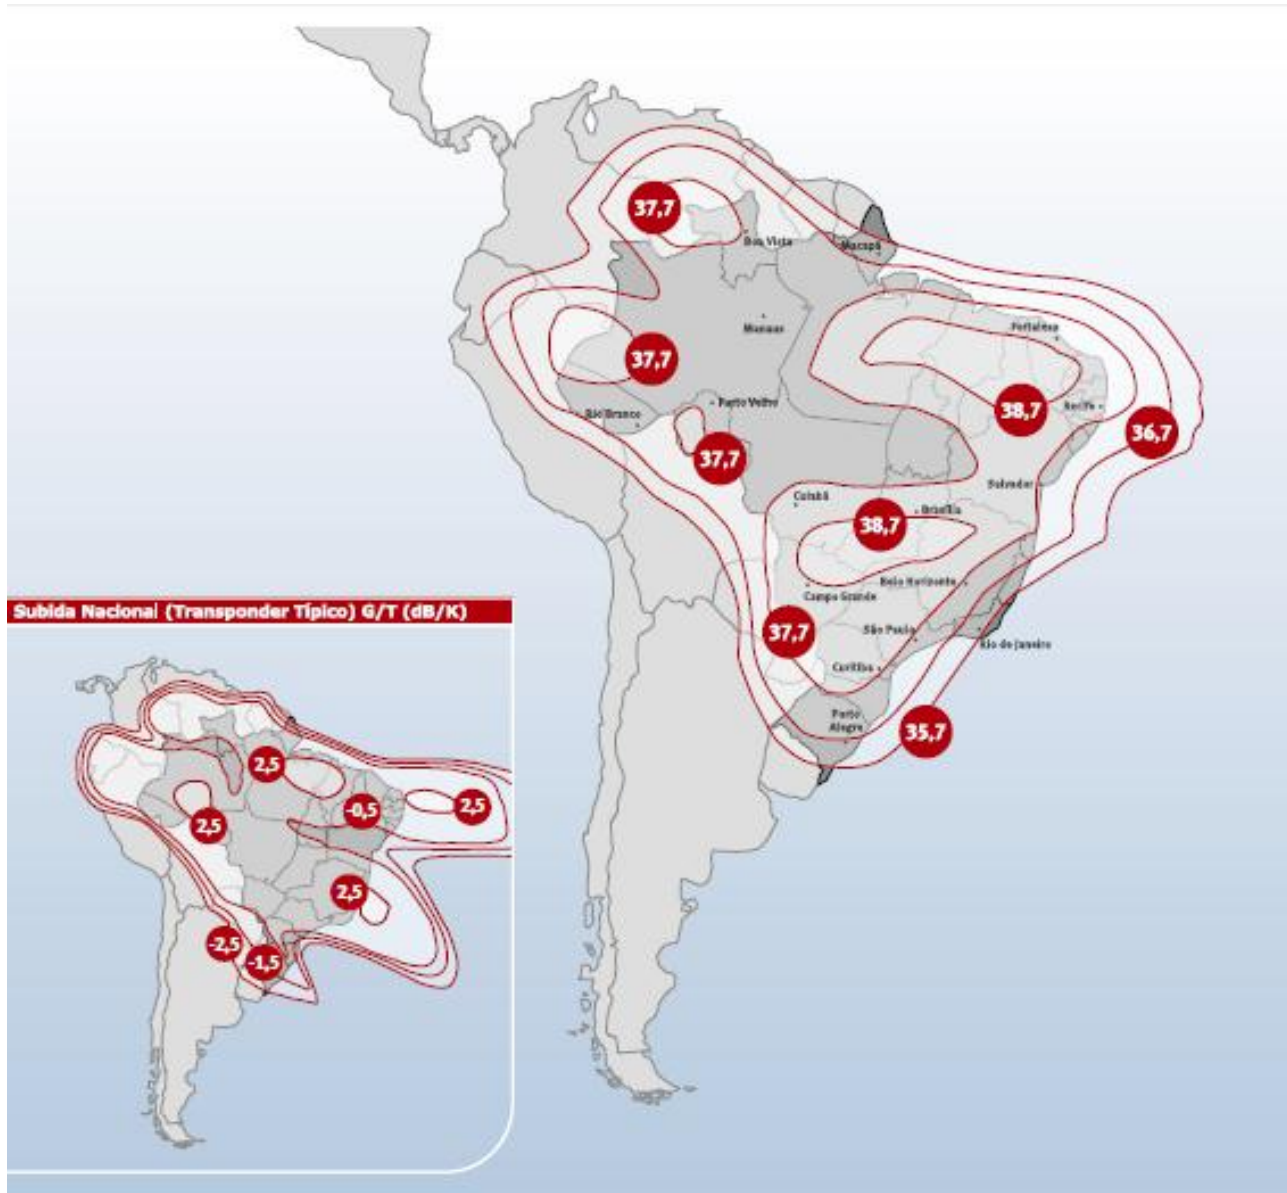 37,7
Boa Vista
Macapá
Manaus
Fortaleza
37,7
Porto Velho
38,7
Recife
36,7
Rio Branco
37,7
Salvador
Cuiabá
Brasília
38,7
Belo Horizonte
Campo Grande
37,7
São Paulo
Rio de Janeiro
Curitiba
Porto
Alegre
35,7
Subida Nacional (Transponder Típico) G/T (dB/K)
2,5
-0,5
2,5
2,5
2,5
-2,5
-1,5